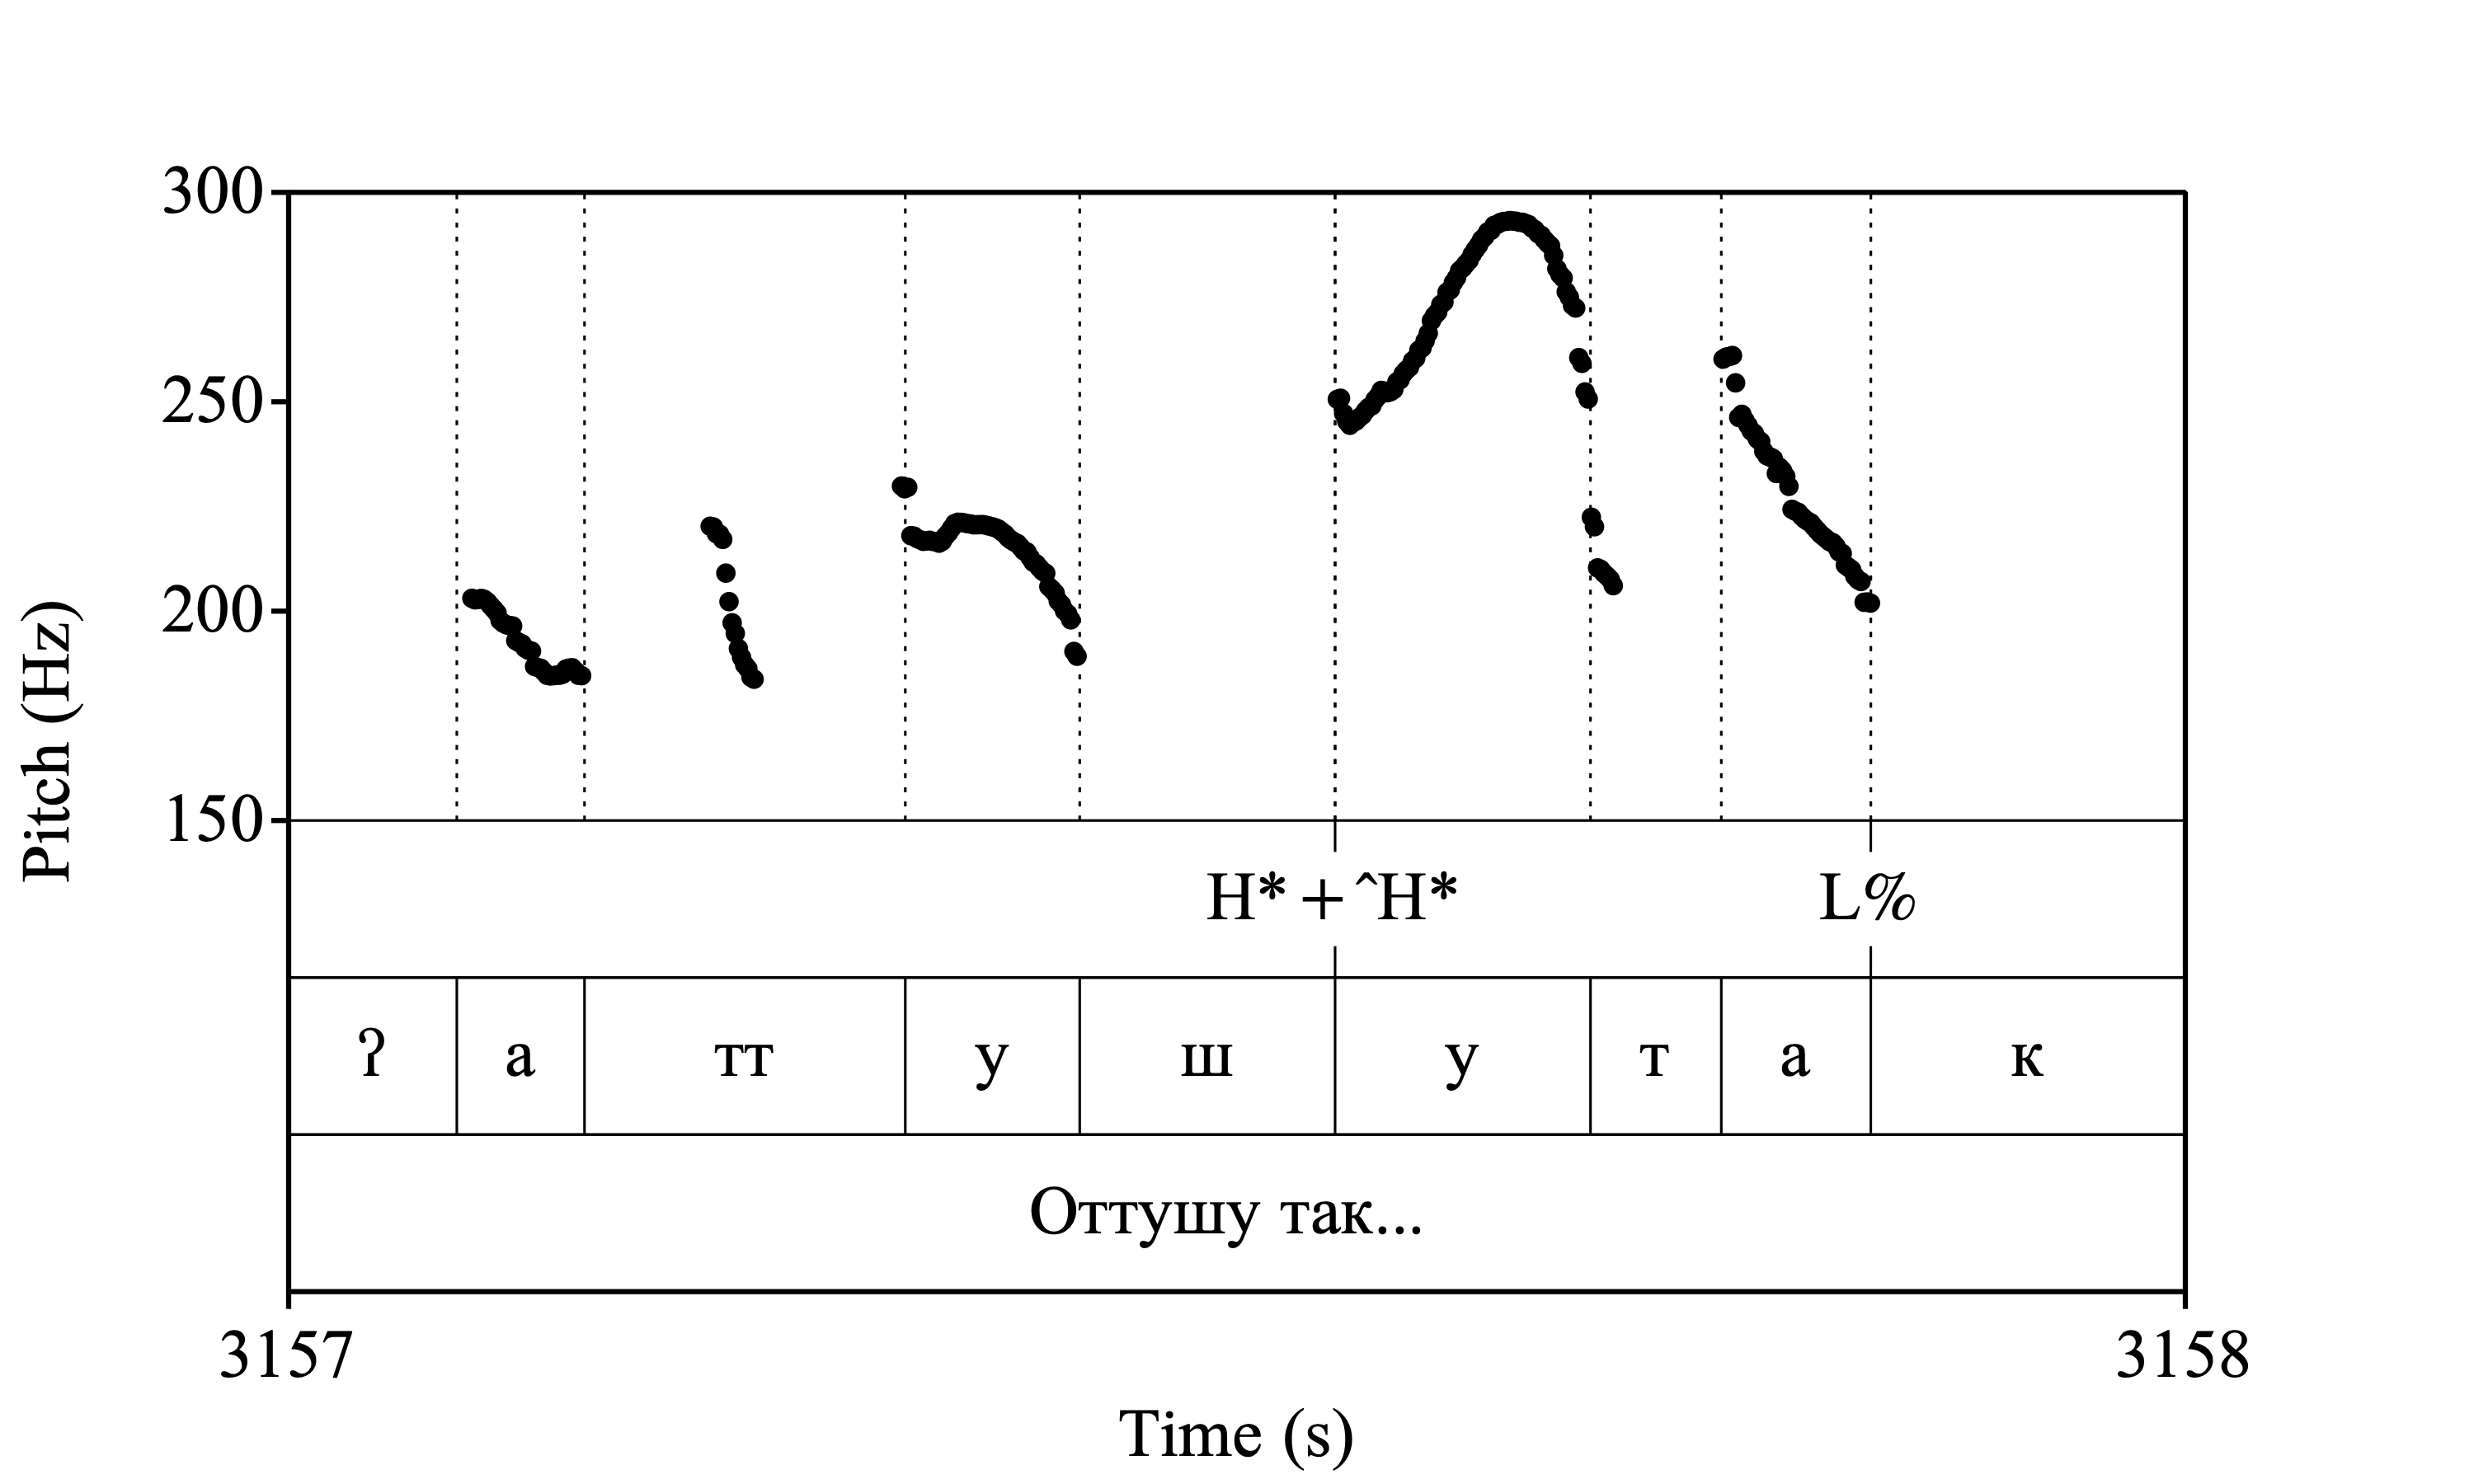 300
250
200
150
Pitch (Hz)
H*+^H* L%
ʔ а тт у ш у т а к
Оттушу так...
3157 3158
Time (s)